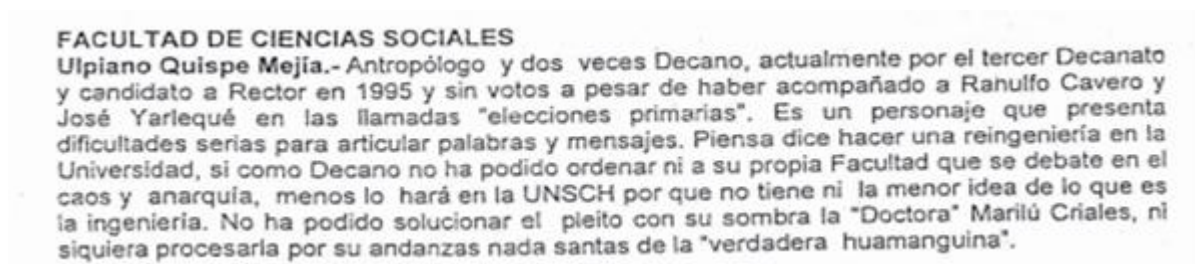 FACULTAD DE CIENCIAS SOCIALES
Ulpiano Quispe Mejía.- Antropólogo y dos veces Decano, actualmente por el tercer Decanato
y candidato a Rector en 1995 y sin votos a pesar de haber acompañado a Ranulfo Cavero y
José Yarlequé en las llamadas "elecciones primarias". Es un personaje que presenta
dificultades serias para articular palabras y mensajes. Piensa dice hacer una reingeniería en la
Universidad, si como Decano no ha podido ordenar ni a su propia Facultad que se debate en el
caos y anarquía, menos lo hará en la UNSCH por que no tiene ni la menor idea de lo que es
la ingeniería. No ha podido solucionar el pleito con su sombra la "Doctora" Marilú Criales, ni
siquiera procesarla por su andanzas nada santas de la "verdadera huamanguina".